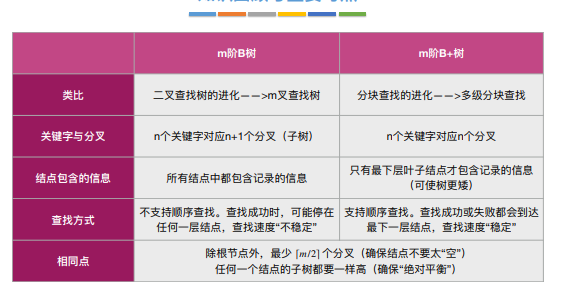 m阶B树
m阶B+树
类比
二叉查找树的进化——>m叉查找树
分块查找的进化——>多级分块查找
关键字与分叉
n个关键字对应n+1个分叉（子树）
n个关键字对应n个分叉
结点包含的信息
所有结点中都包含记录的信息
只有最下层叶子结点才包含记录的信息
（可使树更矮）
查找方式
不支持顺序查找。查找成功时，可能停在
任何一层结点，查找速度“不稳定”
支持顺序查找。查找成功或失败都会到达
最下一层结点，查找速度“稳定”
相同点
除根节点外，最少 ⌈m/2⌉ 个分叉（确保结点不要太“空”）
任何一个结点的子树都要一样高（确保“绝对平衡”）